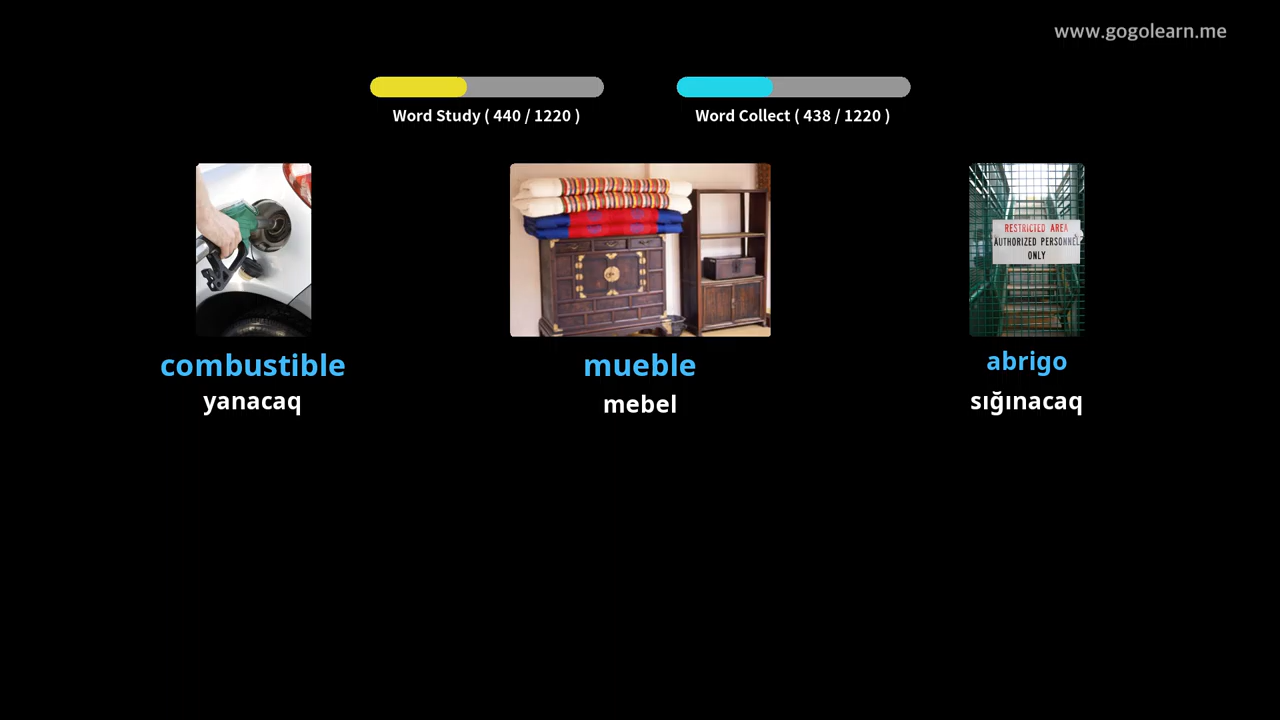 www.gogolearn.me
Word Study ( 440 / 1220 )
Word Collect ( 438 / 1220 )
RESTRICTED AREA
AUTHORIZED PERSONNEL
ONLY
combustible
mueble
abrigo
yanacaq
mebel
sığınacaq